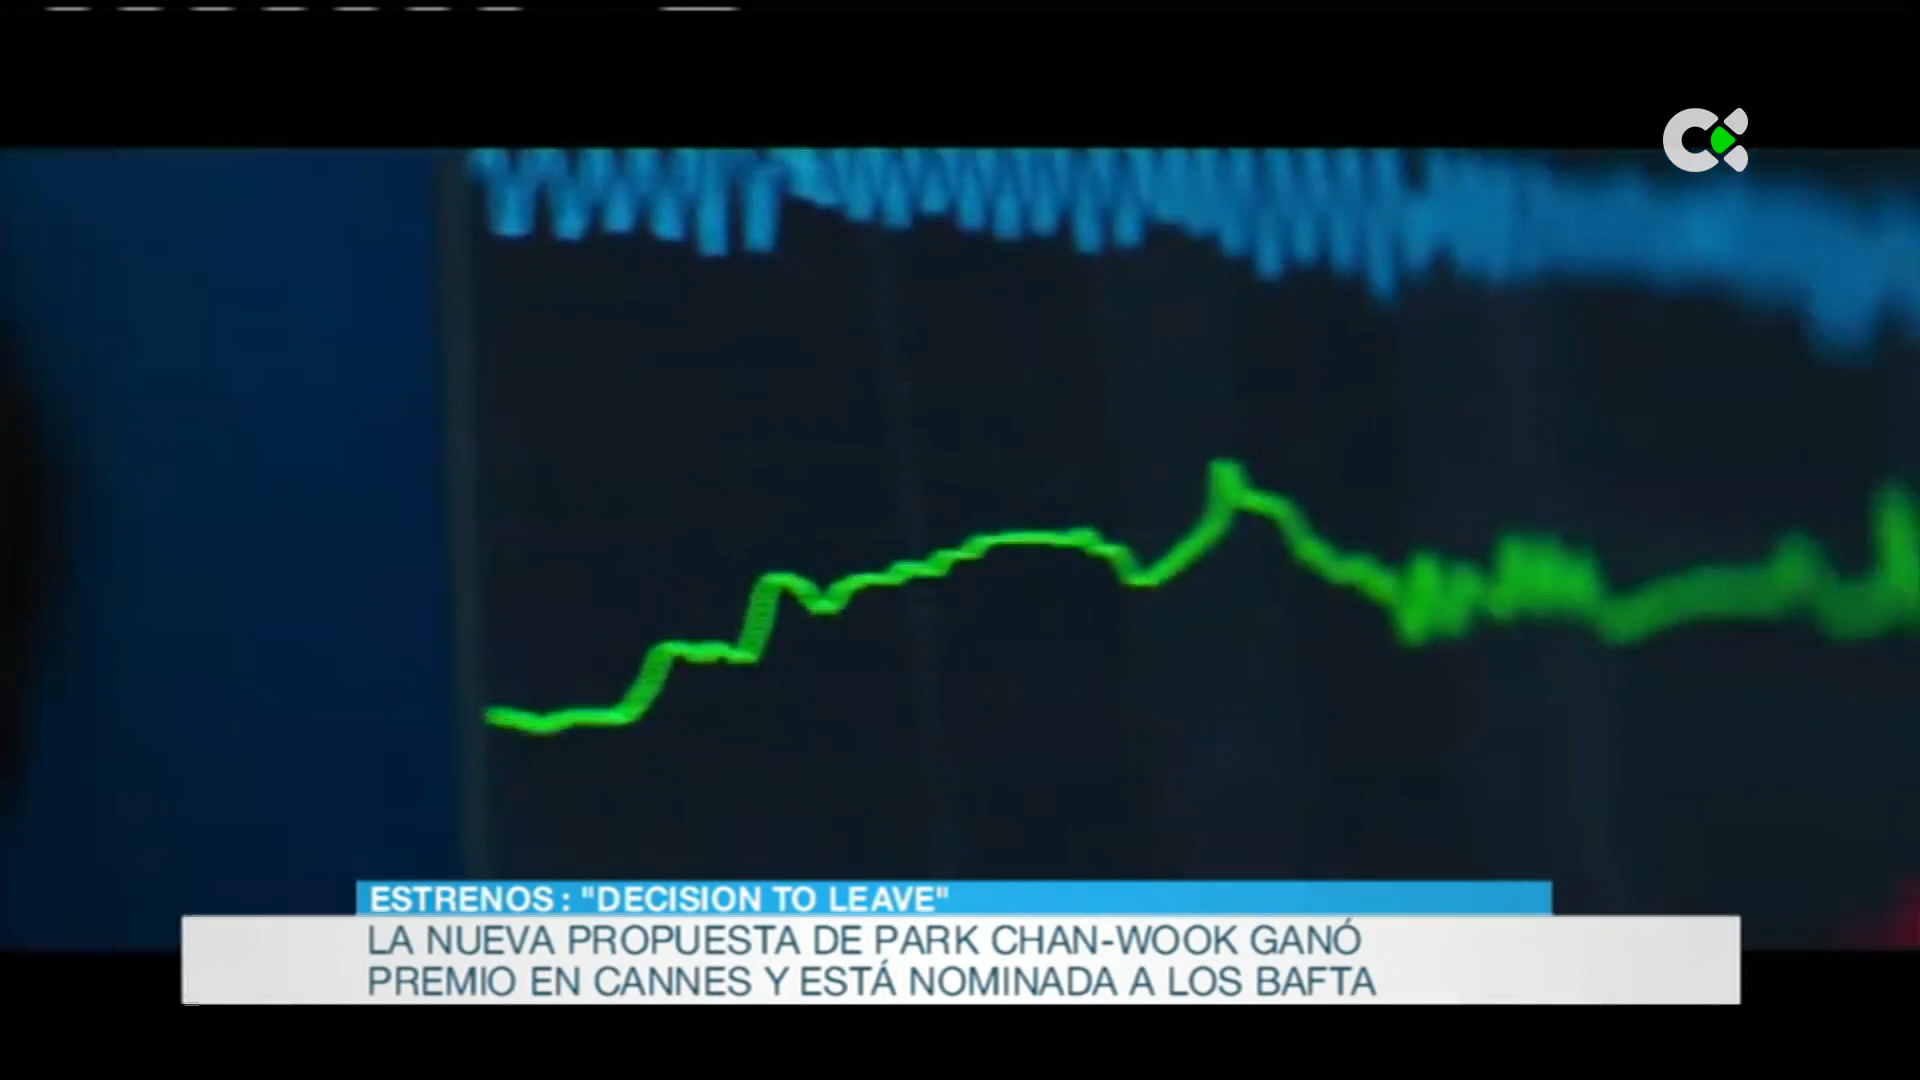 ESTRENOS: "DECISION TO LEAVE"
LA NUEVA PROPUESTA DE PARK CHAN-WOOK GANÓ
PREMIO EN CANNES Y ESTÁ NOMINADA A LOS BAFTA